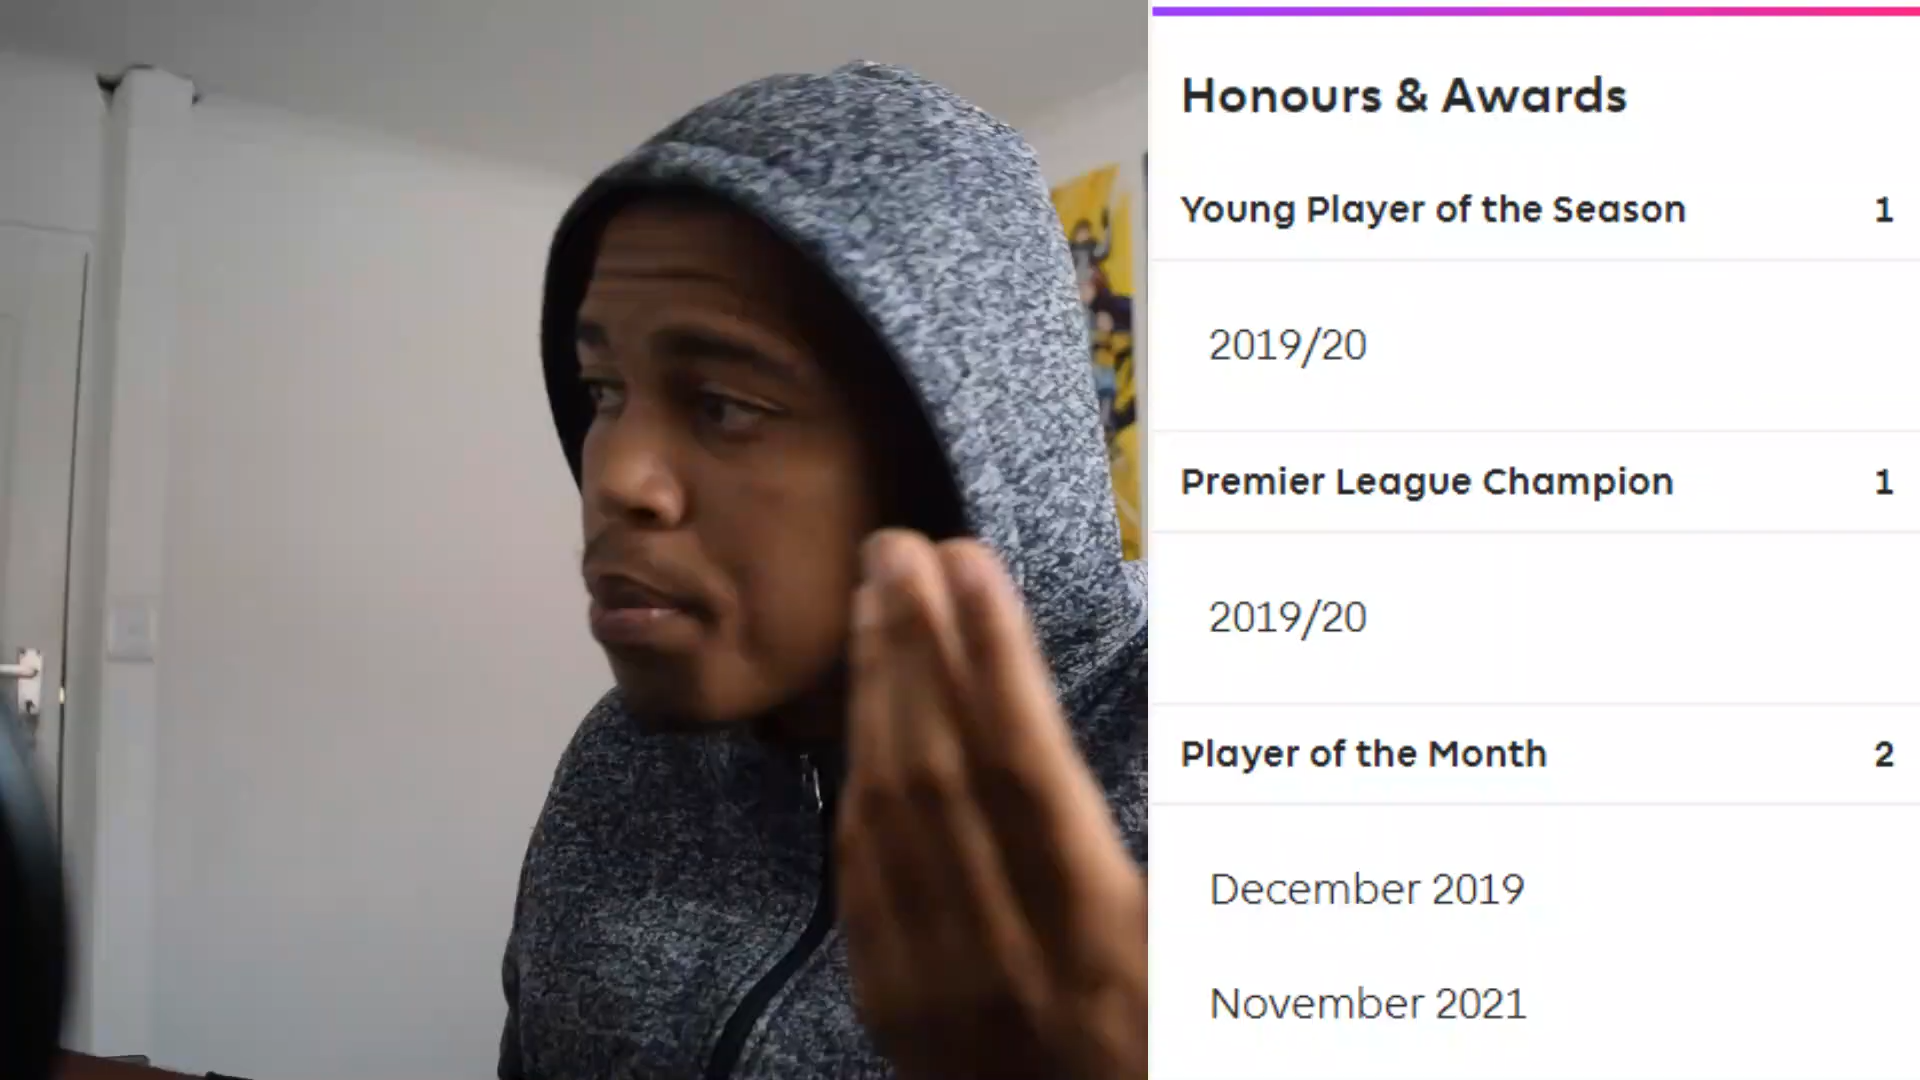 Honours & Awards
Young Player of the Season 1
2019/20
Premier League Champion 1
2019/20
Player of the Month 2
December 2019
November 2021